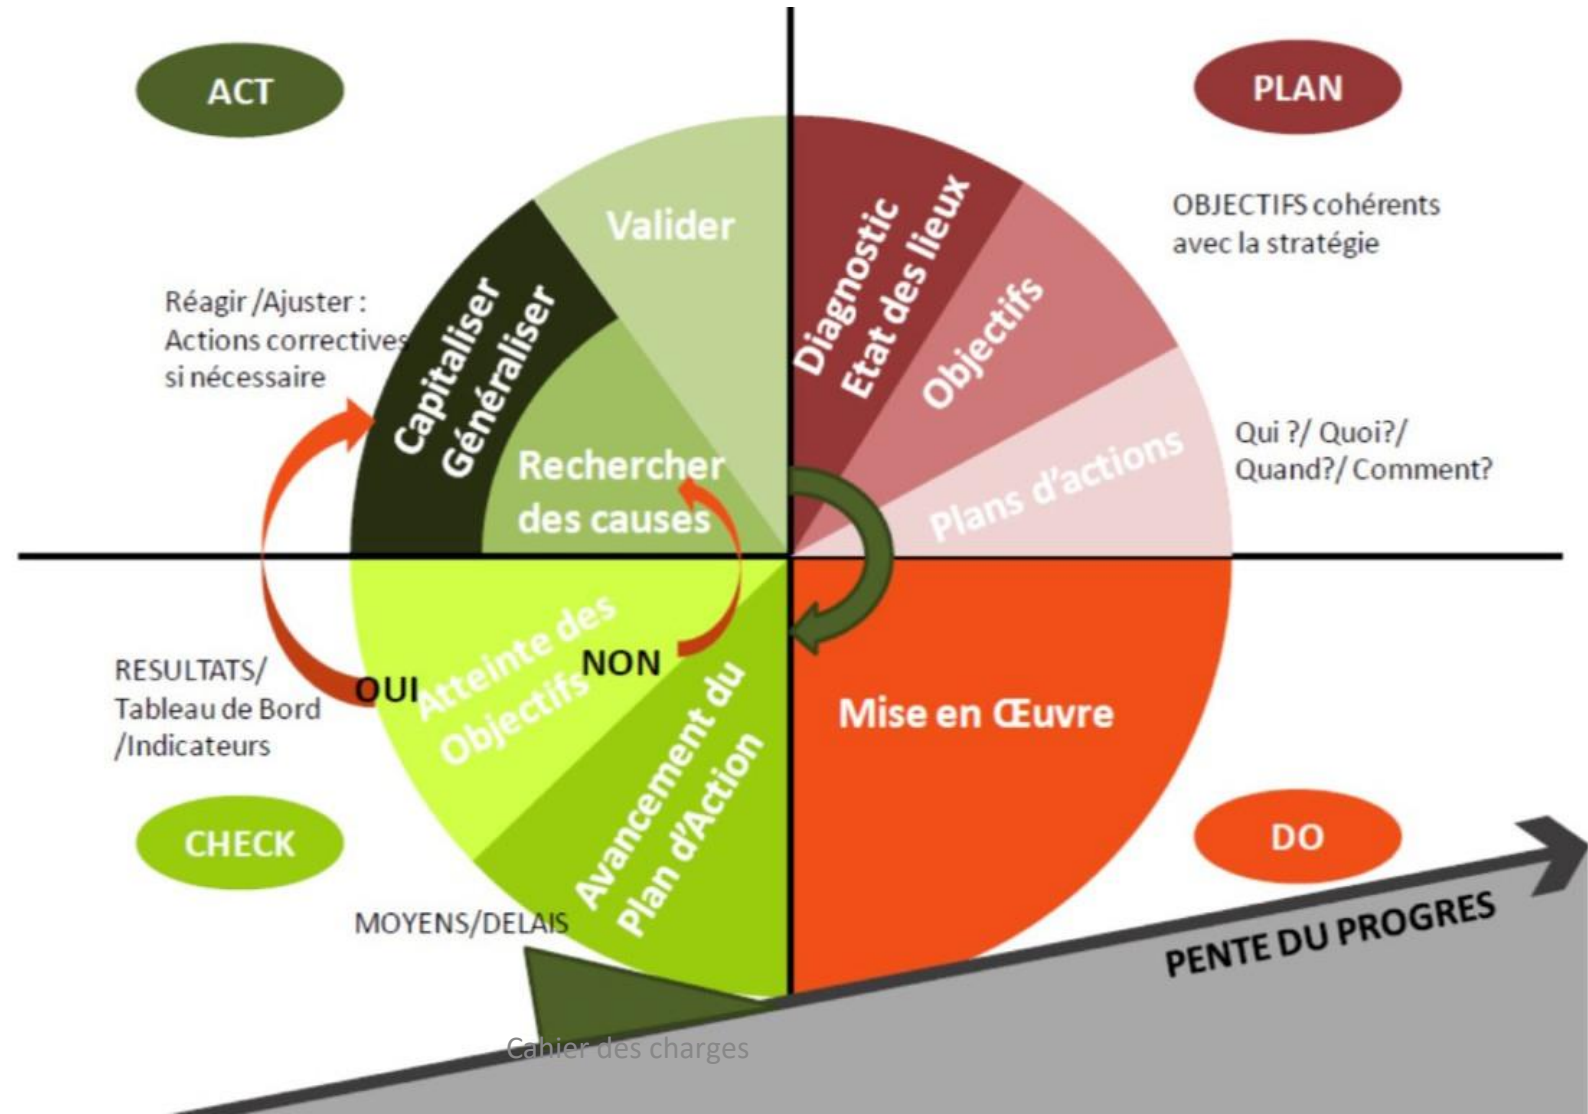 ACT
PLAN
Valider
Diagnostic
Etat des lieux
OBJECTIFS cohérents
avec la stratégie
Objectifs
Réagir /Ajuster :
Actions correctives
si nécessaire
Capitaliser
Généraliser
Rechercher
des causes
Plans d'actions
Qui ?/ Quoi?/
Quand?/ Comment?
Atteinte des
Objectifs
NON
OUI
RESULTATS/
Tableau de Bord
/Indicateurs
Mise en Œuvre
Avancement du
Plan d'Action
CHECK
DO
MOYENS/DELAIS
PENTE DU PROGRES
Cahier des charges